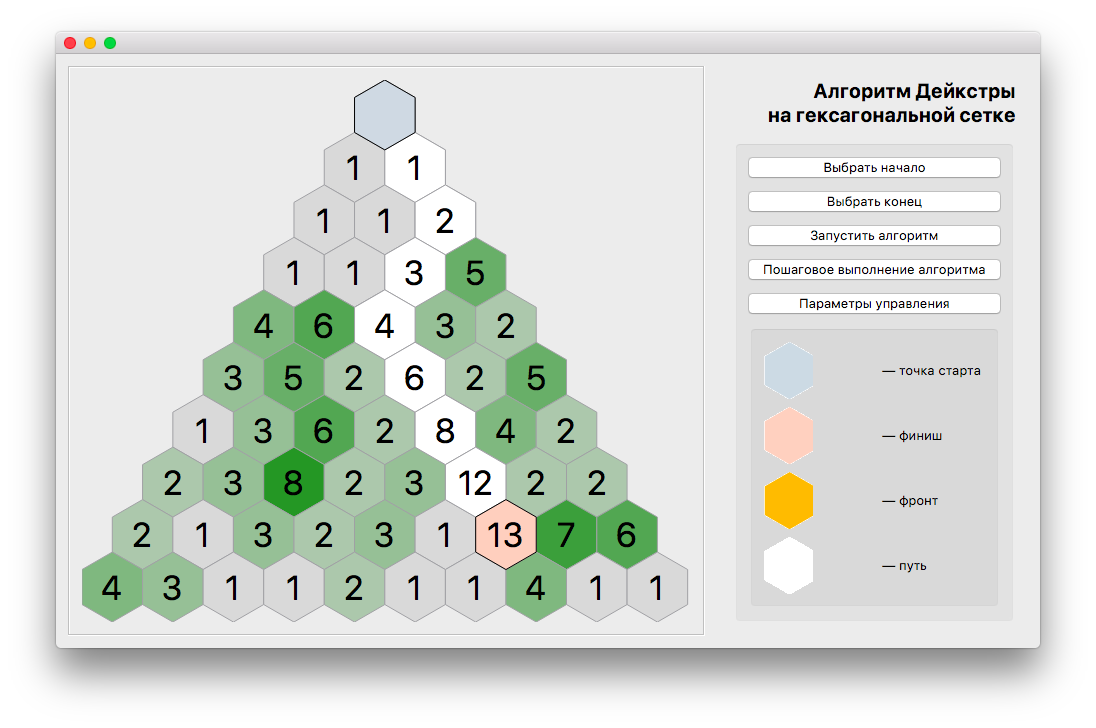 Алгоритм Дейкстры
на гексагональной сетке
1 1
1 1 2
1 1 3 5
4 6 4 3 2
3 5 2 6 2 5
1 3 6 2 8 4 2
2 3 8 2 3 12 2 2
2 1 3 2 3 1 13 7 6
4 3 1 1 2 1 1 4 1 1
Выбрать начало
Выбрать конец
Запустить алгоритм
Пошаговое выполнение алгоритма
Параметры управления
— точка старта
— финиш
— фронт
— путь